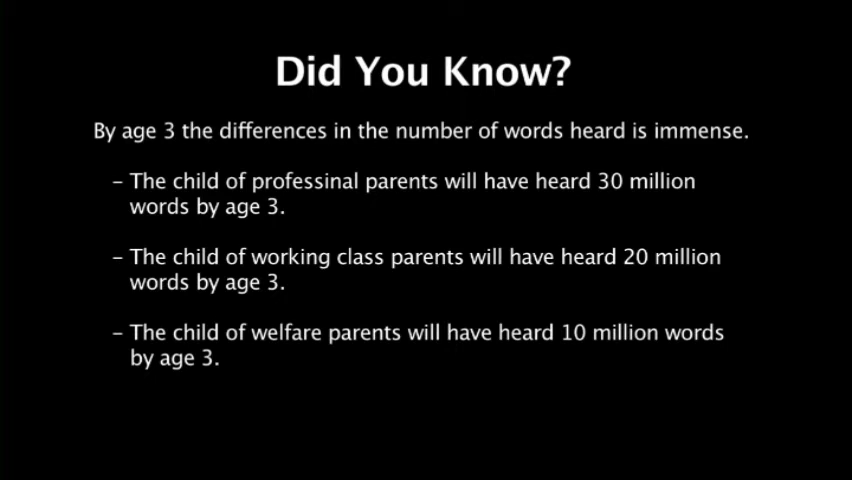 Did You Know?
By age 3 the differences in the number of words heard is immense.
– The child of professinal parents will have heard 30 million
words by age 3.
– The child of working class parents will have heard 20 million
words by age 3.
– The child of welfare parents will have heard 10 million words
by age 3.